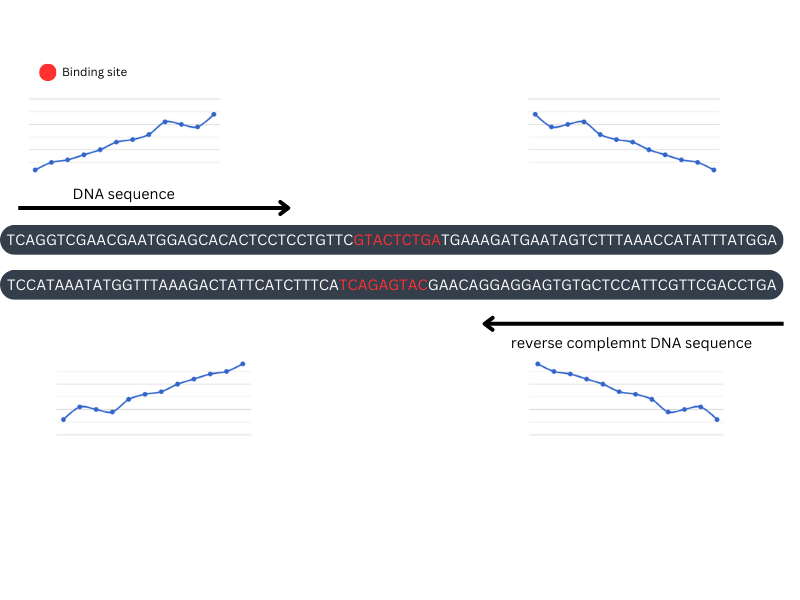 Binding site
DNA sequence
TCAGGTCGAACGAATGGAGCACACTCCTCCTGTTCGTACTCTGATGAAAGATGAATAGTCTTTAAACCATATTTATGGA
TCCATAAATATGGTTTAAAGACTATTCATCTTTCATCAGAGTACGAACAGGAGGAGTGTGCTCCATTCGTTCGACCTGA
reverse complemnt DNA sequence